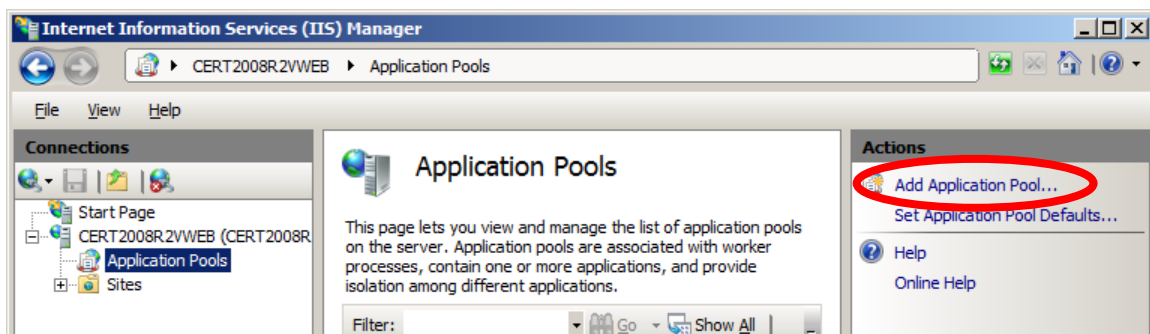 Internet Information Services (IIS) Manager
CERT2008R2VWEB Application Pools
File View Help
Connections
Start Page
CERT2008R2VWEB (CERT2008R
Application Pools
Sites
Application Pools
This page lets you view and manage the list of application pools
on the server. Application pools are associated with worker
processes, contain one or more applications, and provide
isolation among different applications.
Filter: Go Show All
Actions
Add Application Pool...
Set Application Pool Defaults...
Help
Online Help